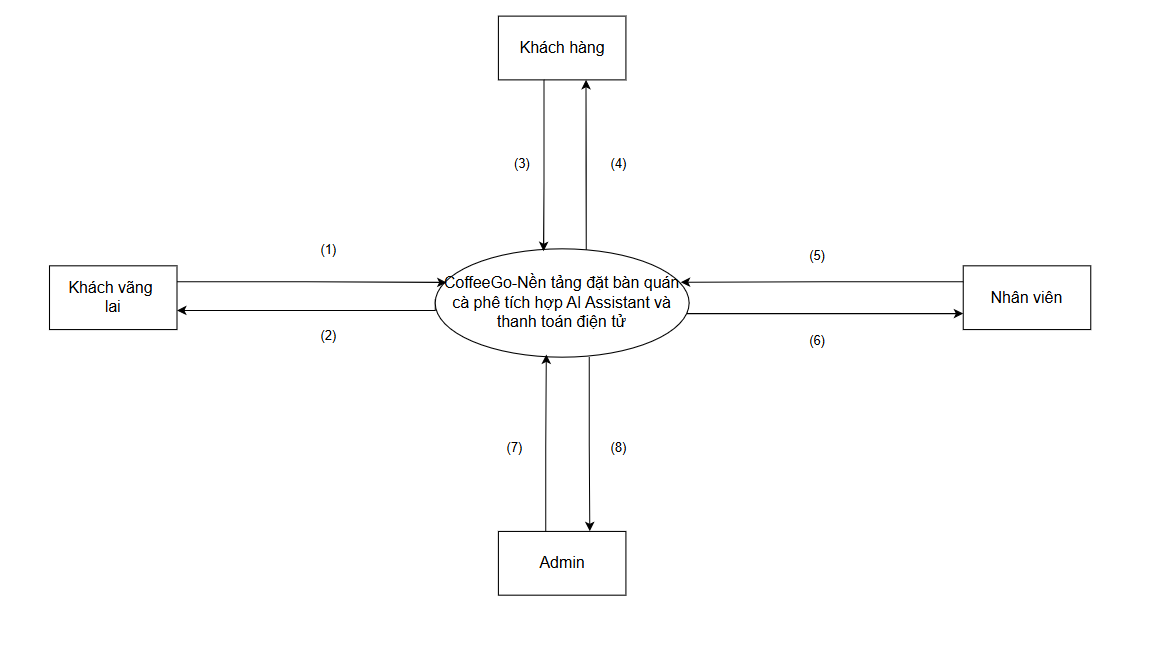 Khách hàng
(3)
(4)
(1)
(5)
Khách vãng
lai
CoffeeGo-Nền tảng đặt bàn quán
cà phê tích hợp AI Assistant và
thanh toán điện tử
Nhân viên
(2)
(6)
(7)
(8)
Admin